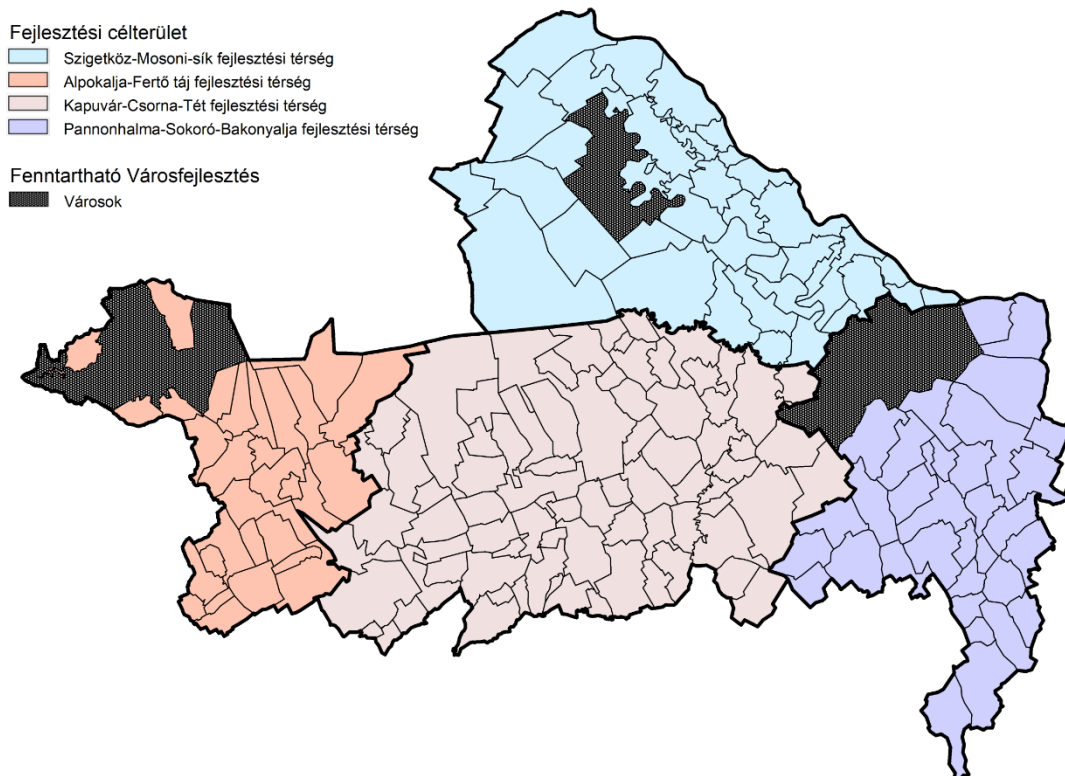 Fejlesztési célterület
Szigetköz-Mosoni-sík fejlesztési térség
Alpokalja-Fertő táj fejlesztési térség
Kapuvár-Csorna-Tét fejlesztési térség
Pannonhalma-Sokoró-Bakonyalja fejlesztési térség
Fenntartható Városfejlesztés
Városok